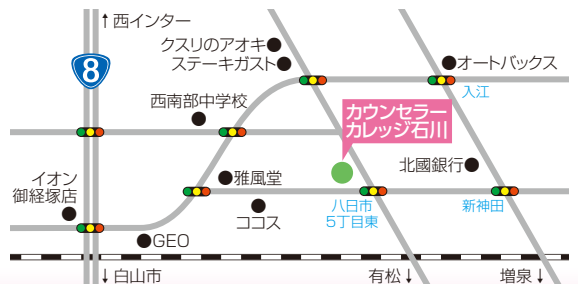 ↑西インター
8
クスリのアオキ
ステーキガスト
オートバックス
入江
西南部中学校
カウンセラー
カレッジ石川
北國銀行
イオン
御経塚店
雅風堂
ココス
八日市
5丁目東
新神田
GEO
↓白山市
有松↓
増泉↓